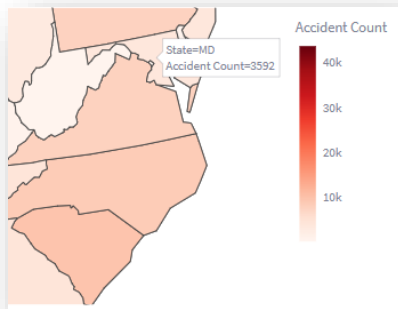 Accident Count
State=MD
Accident Count=3592
40k
30k
20k
10k